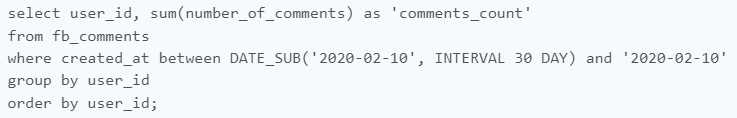 select user_id, sum(number_of_comments) as 'comments_count'
from fb_comments
where created_at between DATE_SUB('2020-02-10', INTERVAL 30 DAY) and '2020-02-10'
group by user_id
order by user_id;